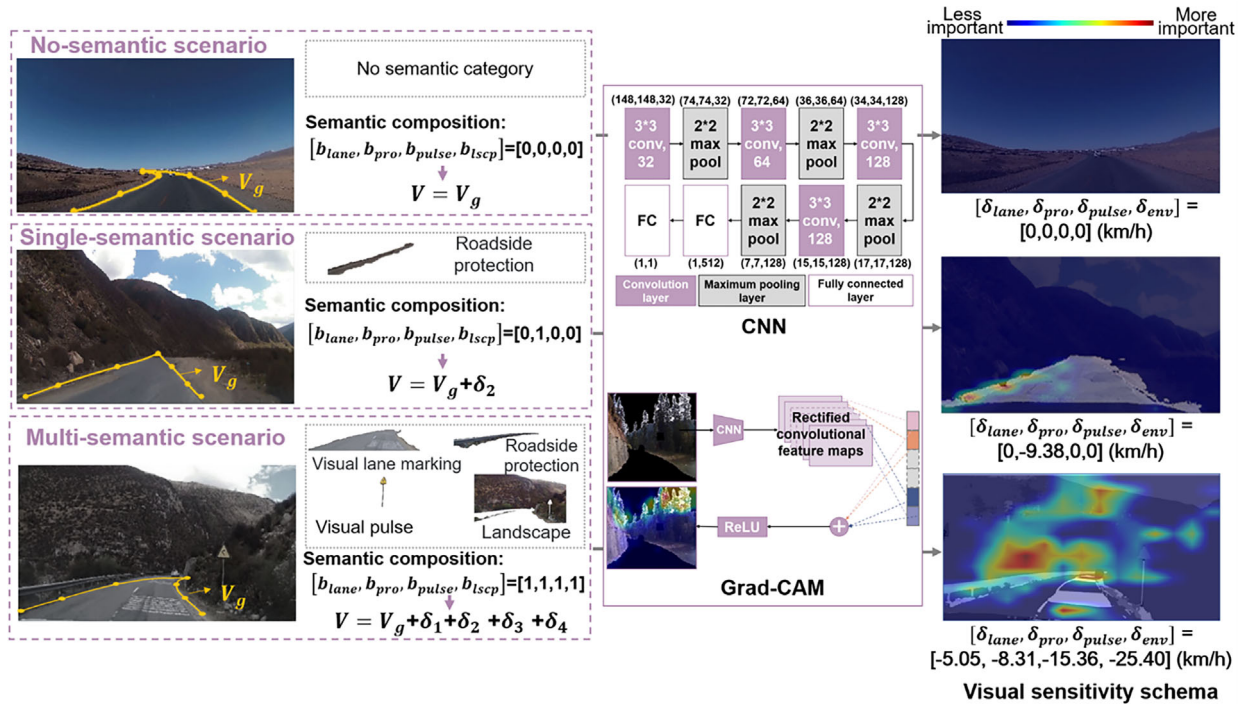 No-semantic scenario
No semantic category
Semantic composition:
[b_lane, b_pro, b_pulse, b_lscp]=[0,0,0,0]
V = V_g
V_g
Single-semantic scenario
Roadside
protection
Semantic composition:
[b_lane, b_pro, b_pulse, b_lscp]=[0,1,0,0]
V = V_g+δ_2
V_g
Multi-semantic scenario
Visual lane marking
Roadside
protection
Visual pulse
Landscape
Semantic composition:
[b_lane, b_pro, b_pulse, b_lscp]=[1,1,1,1]
V = V_g+δ_1+δ_2 +δ_3 +δ_4
V_g
(148,148,32) (74,74,32) (72,72,64) (36,36,64) (34,34,128)
3*3
conv,
32
2*2
max
pool
3*3
conv,
64
2*2
max
pool
3*3
conv,
128
FC
FC
2*2
max
pool
3*3
conv,
128
2*2
max
pool
(1,1) (1,512) (7,7,128) (15,15,128) (17,17,128)
Convolution
layer
Maximum pooling
layer
Fully connected
layer
CNN
CNN
Rectified
convolutional
feature maps
ReLU
+
Grad-CAM
Less
important
More
important
[δ_lane, δ_pro, δ_pulse, δ_env] =
[0,0,0,0] (km/h)
[δ_lane, δ_pro, δ_pulse, δ_env] =
[0,-9.38,0,0] (km/h)
[δ_lane, δ_pro, δ_pulse, δ_env] =
[-5.05, -8.31,-15.36, -25.40] (km/h)
Visual sensitivity schema